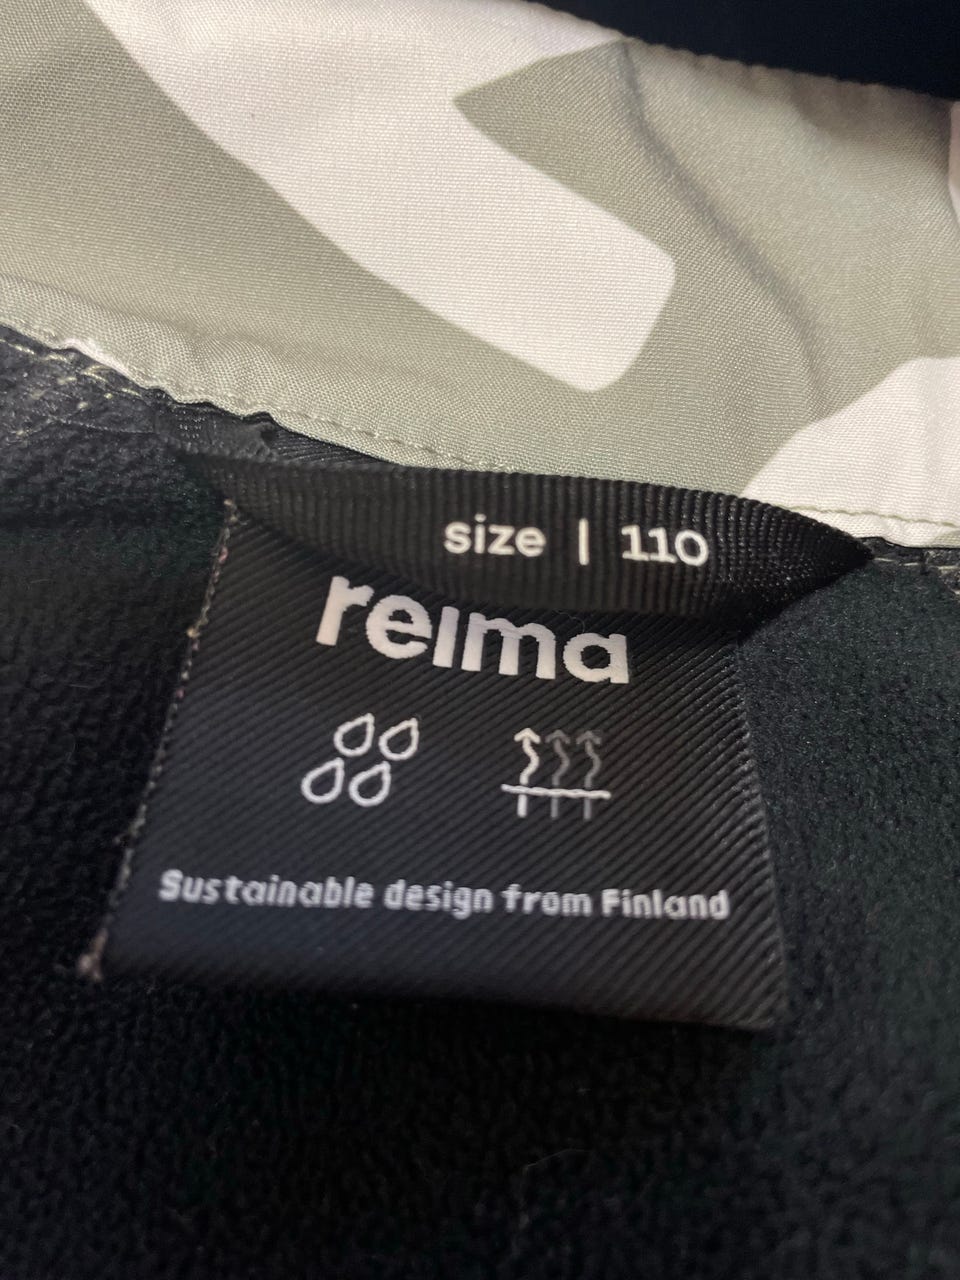 size | 110
reima
Sustainable design from Finland